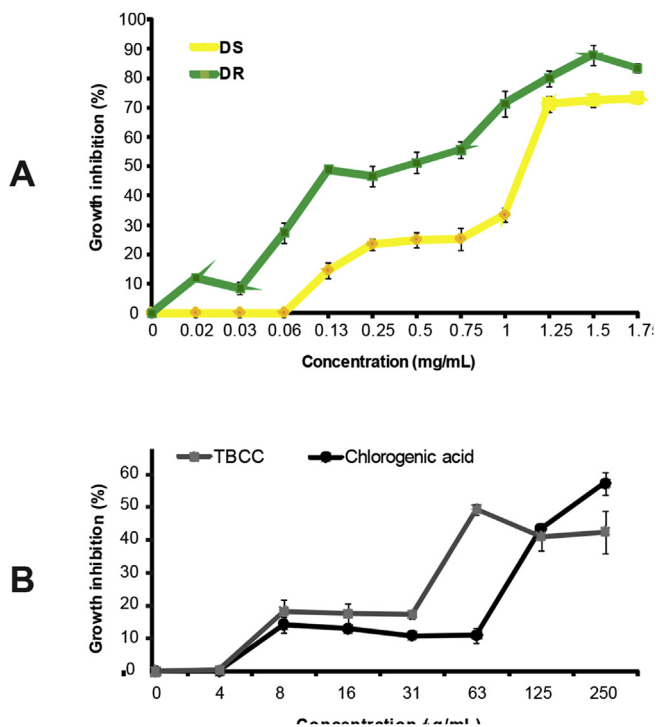 A
Growth inhibition (%)
100
90
80
70
60
50
40
30
20
10
0
DS
DR
0 0.02 0.03 0.06 0.13 0.25 0.5 0.75 1 1.25 1.5 1.75
Concentration (mg/mL)
B
Growth inhibition (%)
60
50
40
30
20
10
0
TBCC Chlorogenic acid
0 4 8 16 31 63 125 250
Concentration